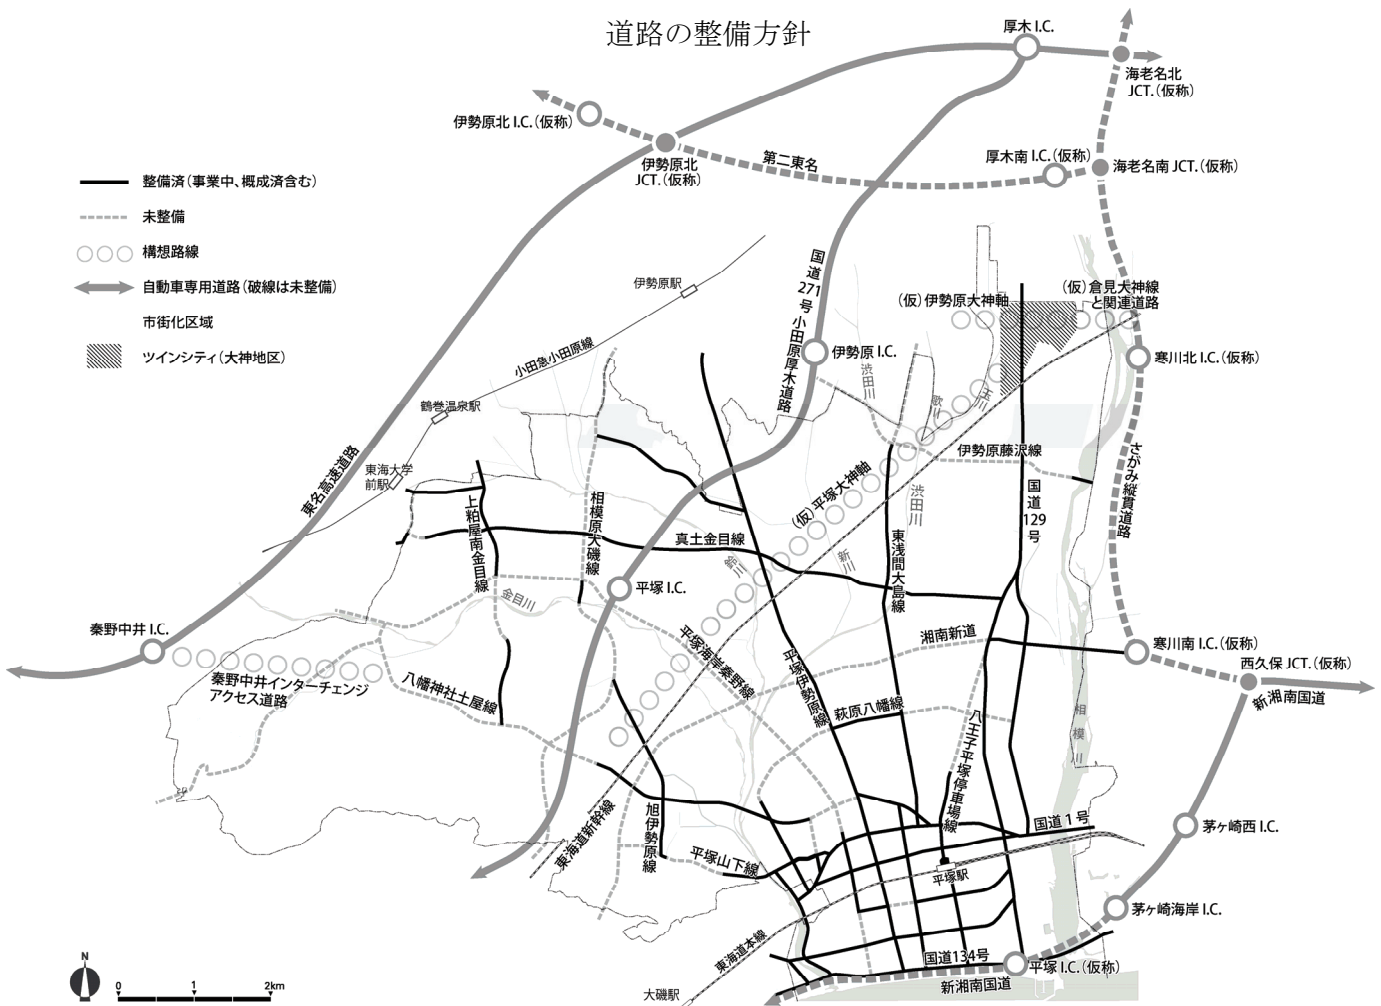 道路の整備方針
厚木 I.C.
海老名北
JCT.（仮称）
伊勢原北 I.C.（仮称）
伊勢原北
JCT.（仮称）
第二東名
厚木南 I.C.（仮称）
海老名南 JCT.（仮称）
整備済（事業中、概成済含む）
未整備
構想路線
自動車専用道路（破線は未整備）
市街化区域
ツインシティ（大神地区）
伊勢原駅
国道271号小田原厚木道路
（仮）伊勢原大神軸
（仮）倉見大神線
と関連道路
小田急小田原線
伊勢原 I.C.
寒川北 I.C.（仮称）
渋田川
歌川
玉川
鶴巻温泉駅
東海大学
前駅
東名高速道路
伊勢原藤沢線
さがみ縦貫道路
（仮）平塚大神軸
国道129号
渋田川
上粕屋南金目線
相模原大磯線
真土金目線
東浅間大島線
鈴川
新川
金目川
平塚 I.C.
秦野中井 I.C.
平塚海岸秦野線
湘南新道
寒川南 I.C.（仮称）
西久保 JCT.（仮称）
新湘南国道
秦野中井インターチェンジ
アクセス道路
八幡神社土屋線
平塚伊勢原線
萩原八幡線
八王子平塚停車場線
相模川
東海道新幹線
旭伊勢原線
国道1号
茅ヶ崎西 I.C.
平塚山下線
平塚駅
茅ヶ崎海岸 I.C.
東海道本線
国道134号
平塚 I.C.（仮称）
新湘南国道
大磯駅
N
0 1 2km